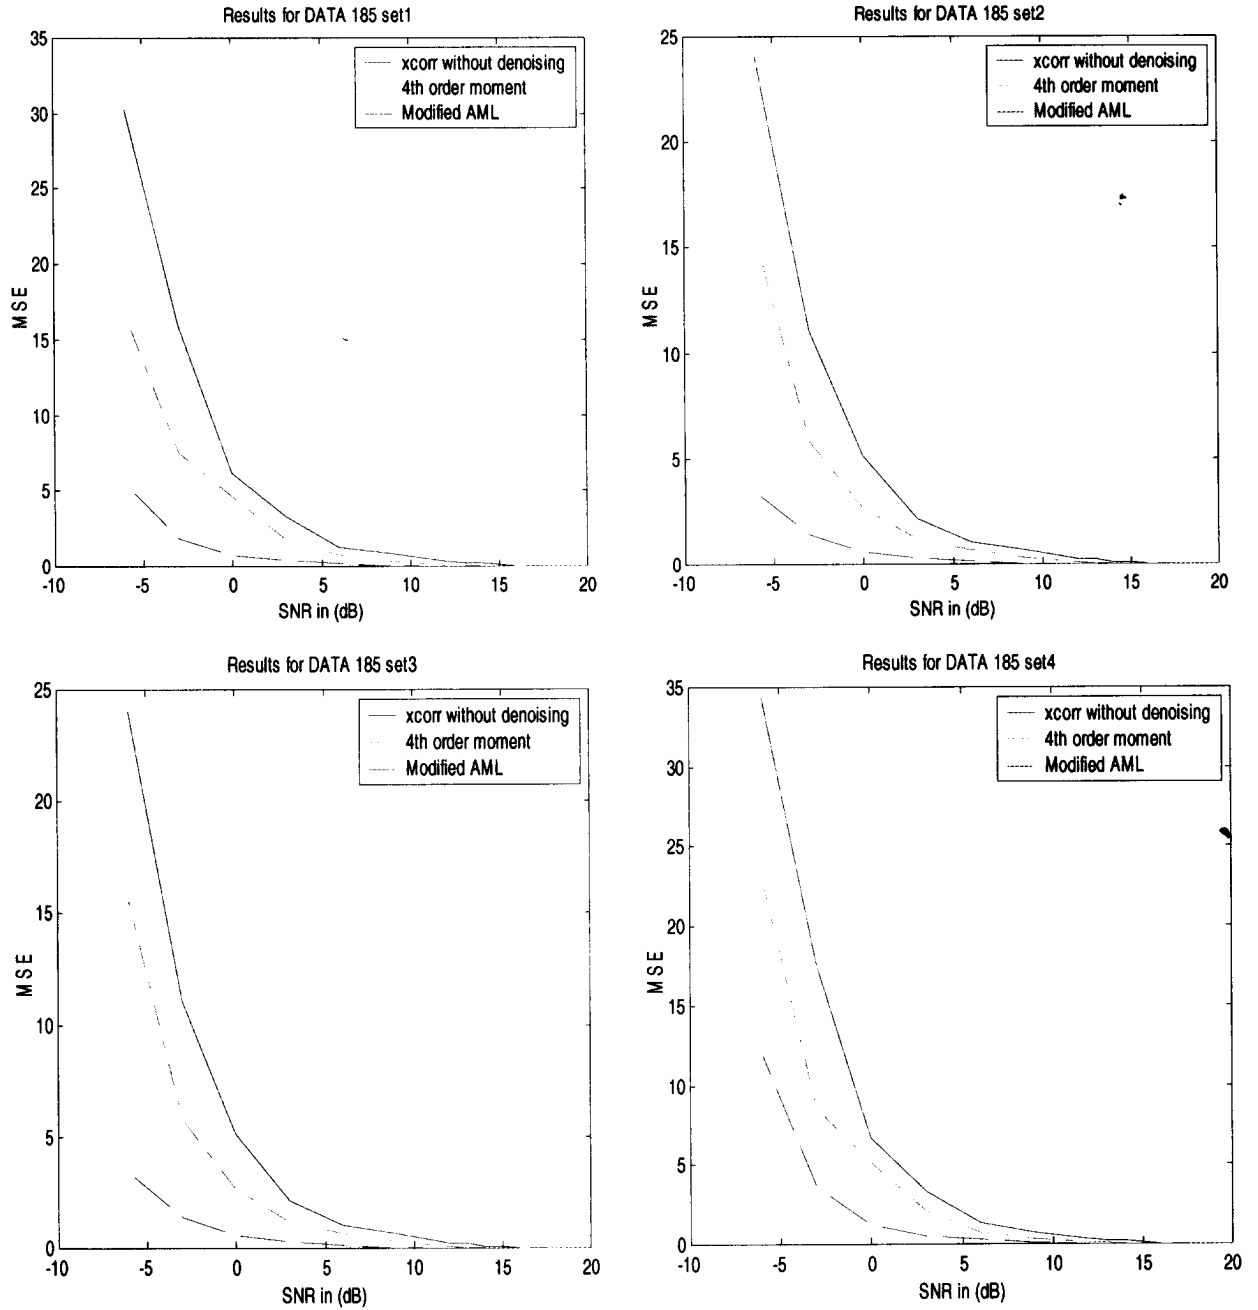 Results for DATA 185 set1
35
30
25
20
15
10
5
0
MSE
-10
-5
0
5
10
15
20
SNR in (dB)
xcorr without denoising
4th order moment
Modified AML
Results for DATA 185 set2
25
20
15
10
5
0
MSE
-10
-5
0
5
10
15
20
SNR in (dB)
xcorr without denoising
4th order moment
Modified AML
Results for DATA 185 set3
25
20
15
10
5
0
MSE
-10
-5
0
5
10
15
20
SNR in (dB)
xcorr without denoising
4th order moment
Modified AML
Results for DATA 185 set4
35
30
25
20
15
10
5
0
MSE
-10
-5
0
5
10
15
20
SNR in (dB)
xcorr without denoising
4th order moment
Modified AML